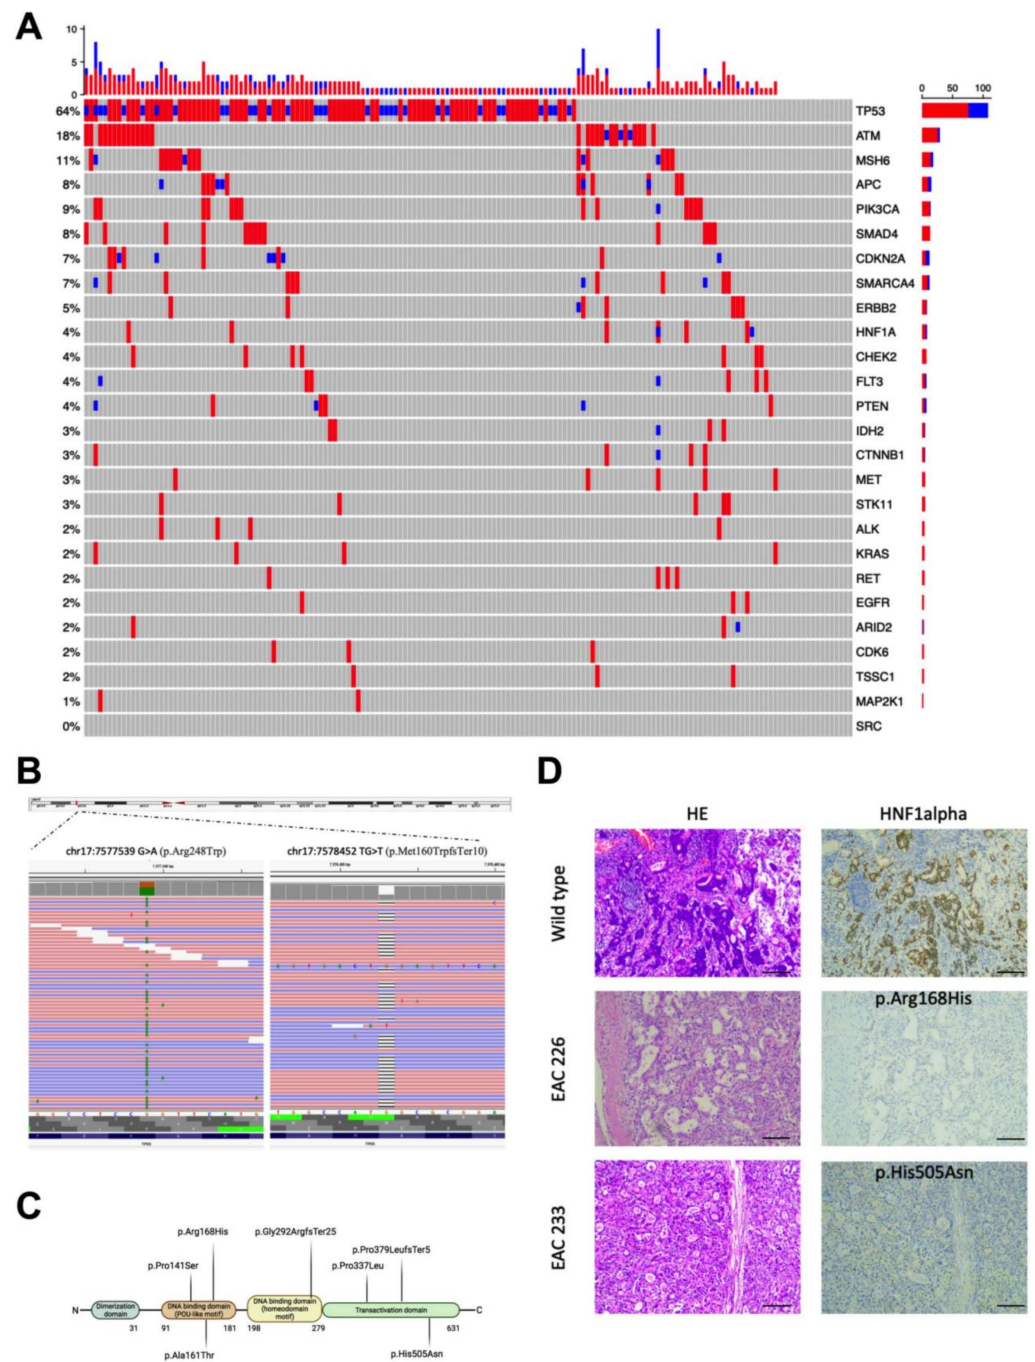 A
10
5
0
0 50 100
64% TP53
18% ATM
11% MSH6
8% APC
9% PIK3CA
8% SMAD4
7% CDKN2A
7% SMARCA4
5% ERBB2
4% HNF1A
4% CHEK2
4% FLT3
4% PTEN
3% IDH2
3% CTNNB1
3% MET
3% STK11
2% ALK
2% KRAS
2% RET
2% EGFR
2% ARID2
2% CDK6
2% TSSC1
1% MAP2K1
0% SRC
B
chr17:7577539 G>A (p.Arg248Trp)
chr17:7578452 TG>T (p.Met160TrpfsTer10)
C
p.Arg168His
p.Gly292ArgfsTer25
p.Pro379LeufsTer5
p.Pro141Ser
p.Pro337Leu
N
Dimerization
domain
DNA binding domain
(POU-like motif)
DNA binding domain
(homeodomain
motif)
Transactivation domain
C
31 91 181 198 279 631
p.Ala161Thr
p.His505Asn
D
HE
HNF1alpha
Wild type
EAC 226
p.Arg168His
EAC 233
p.His505Asn